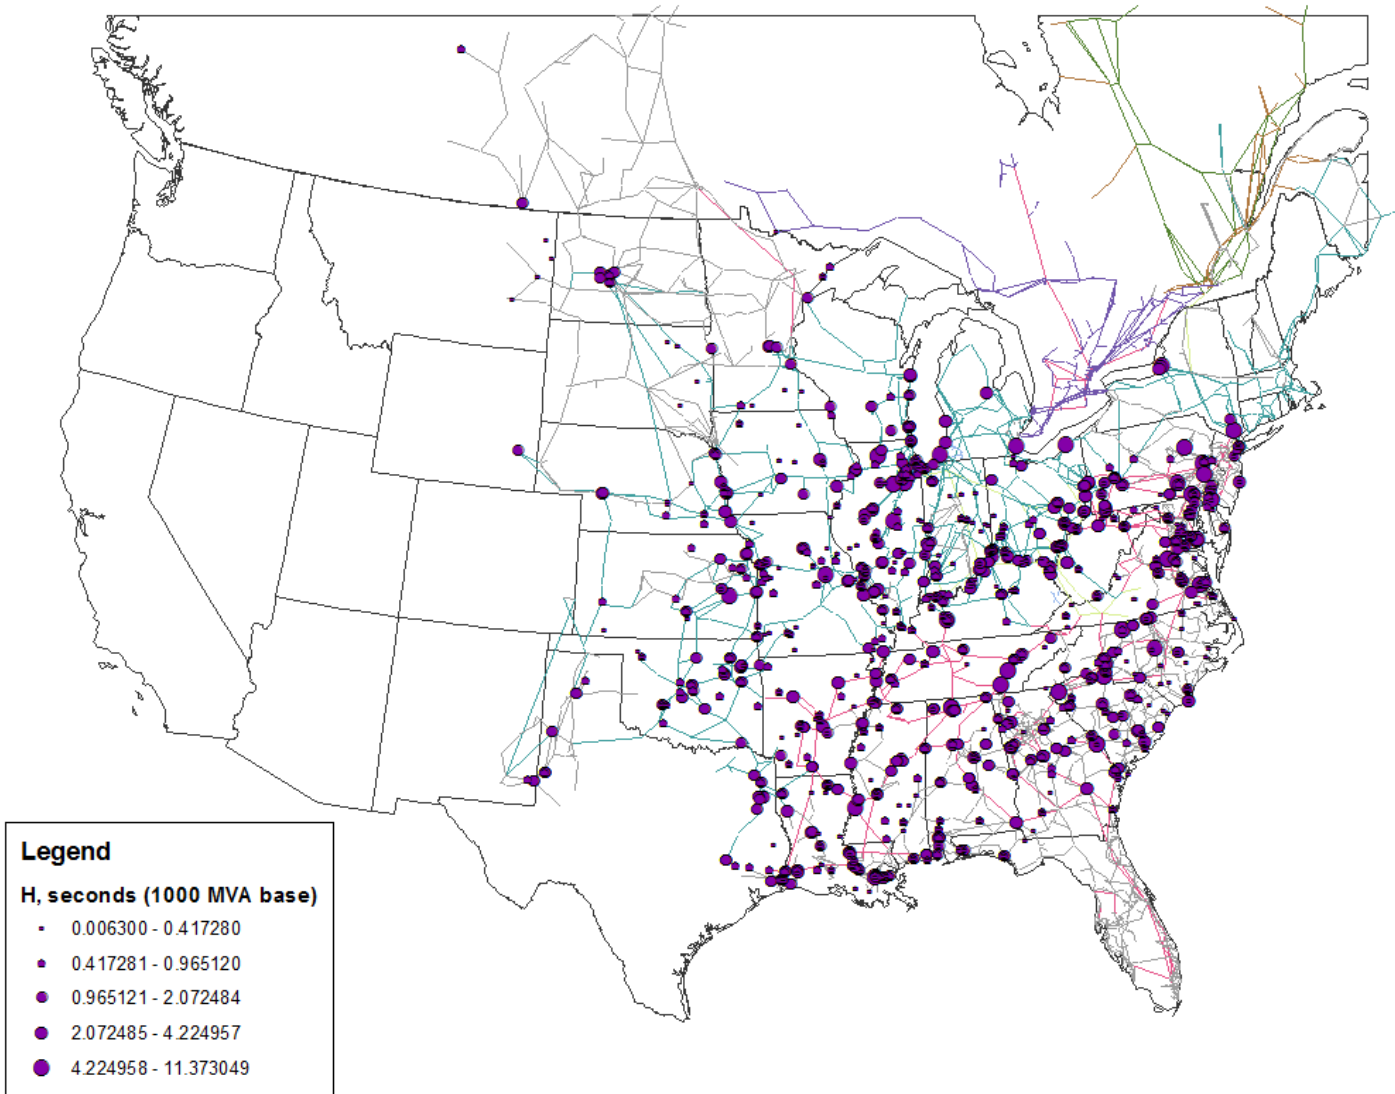 Legend
H, seconds (1000 MVA base)
0.006300 - 0.417280
0.417281 - 0.965120
0.965121 - 2.072484
2.072485 - 4.224957
4.224958 - 11.373049